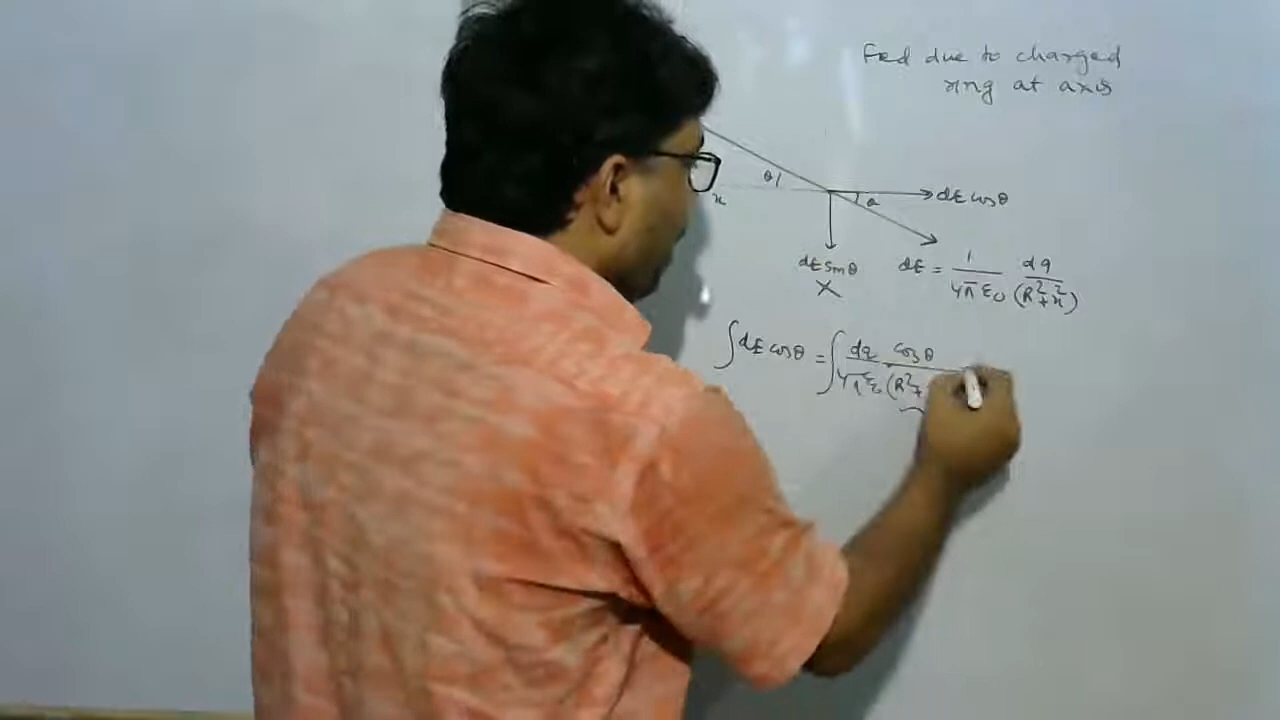 Fed due to charged
ring at axis
θ
x
dE cosθ
θ
dE sinθ
×
dE = 1/4πε0 dq/(R²+x²)
∫dE cosθ = ∫ dq cosθ / 4πε0 (R²+